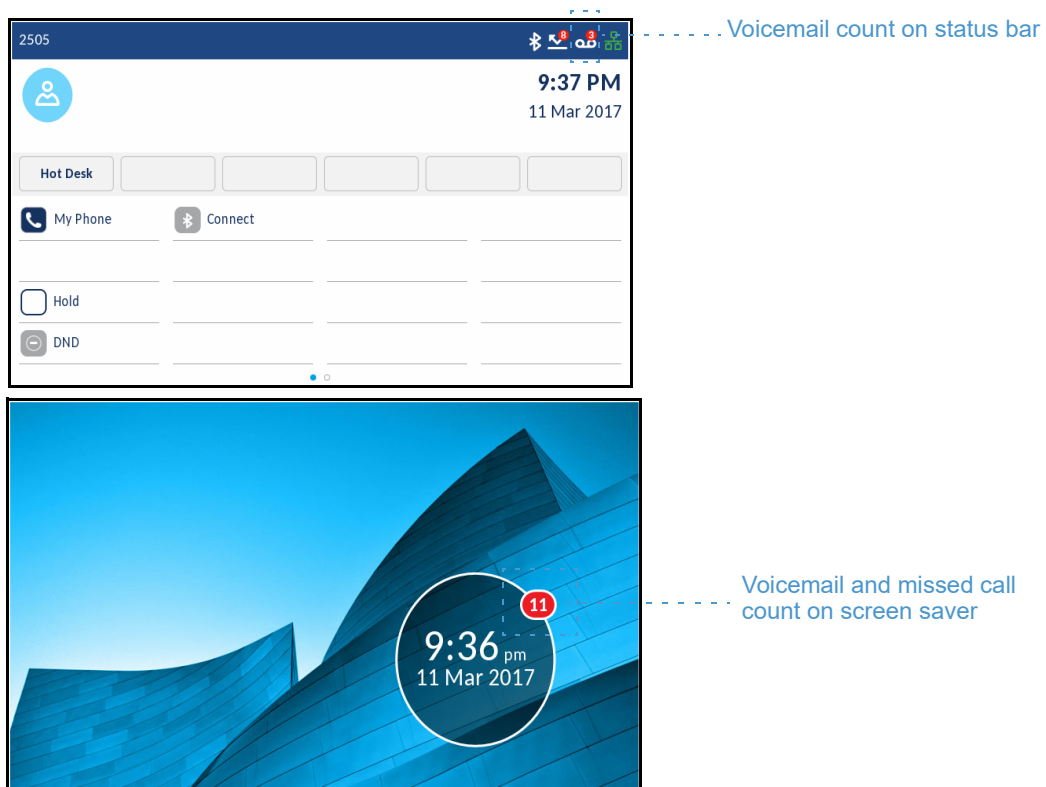 2505
8
3
Voicemail count on status bar
9:37 PM
11 Mar 2017
Hot Desk
My Phone
Connect
Hold
DND
11
9:36 pm
11 Mar 2017
Voicemail and missed call
count on screen saver